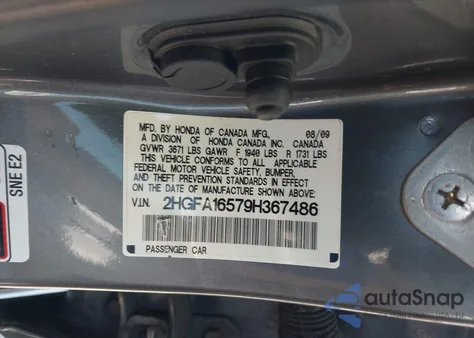 MFD. BY HONDA OF CANADA MFG. 08/09
A DIVISION OF HONDA CANADA INC. CANADA
GVWR 3671 LBS GAWR F 1940 LBS R 1731 LBS
THIS VEHICLE CONFORMS TO ALL APPLICABLE
FEDERAL MOTOR VEHICLE SAFETY, BUMPER,
AND THEFT PREVENTION STANDARDS IN EFFECT
ON THE DATE OF MANUFACTURE SHOWN ABOVE.
V.I.N. 2HGFA16579H367486
PASSENGER CAR
SNE E2
autoSnap